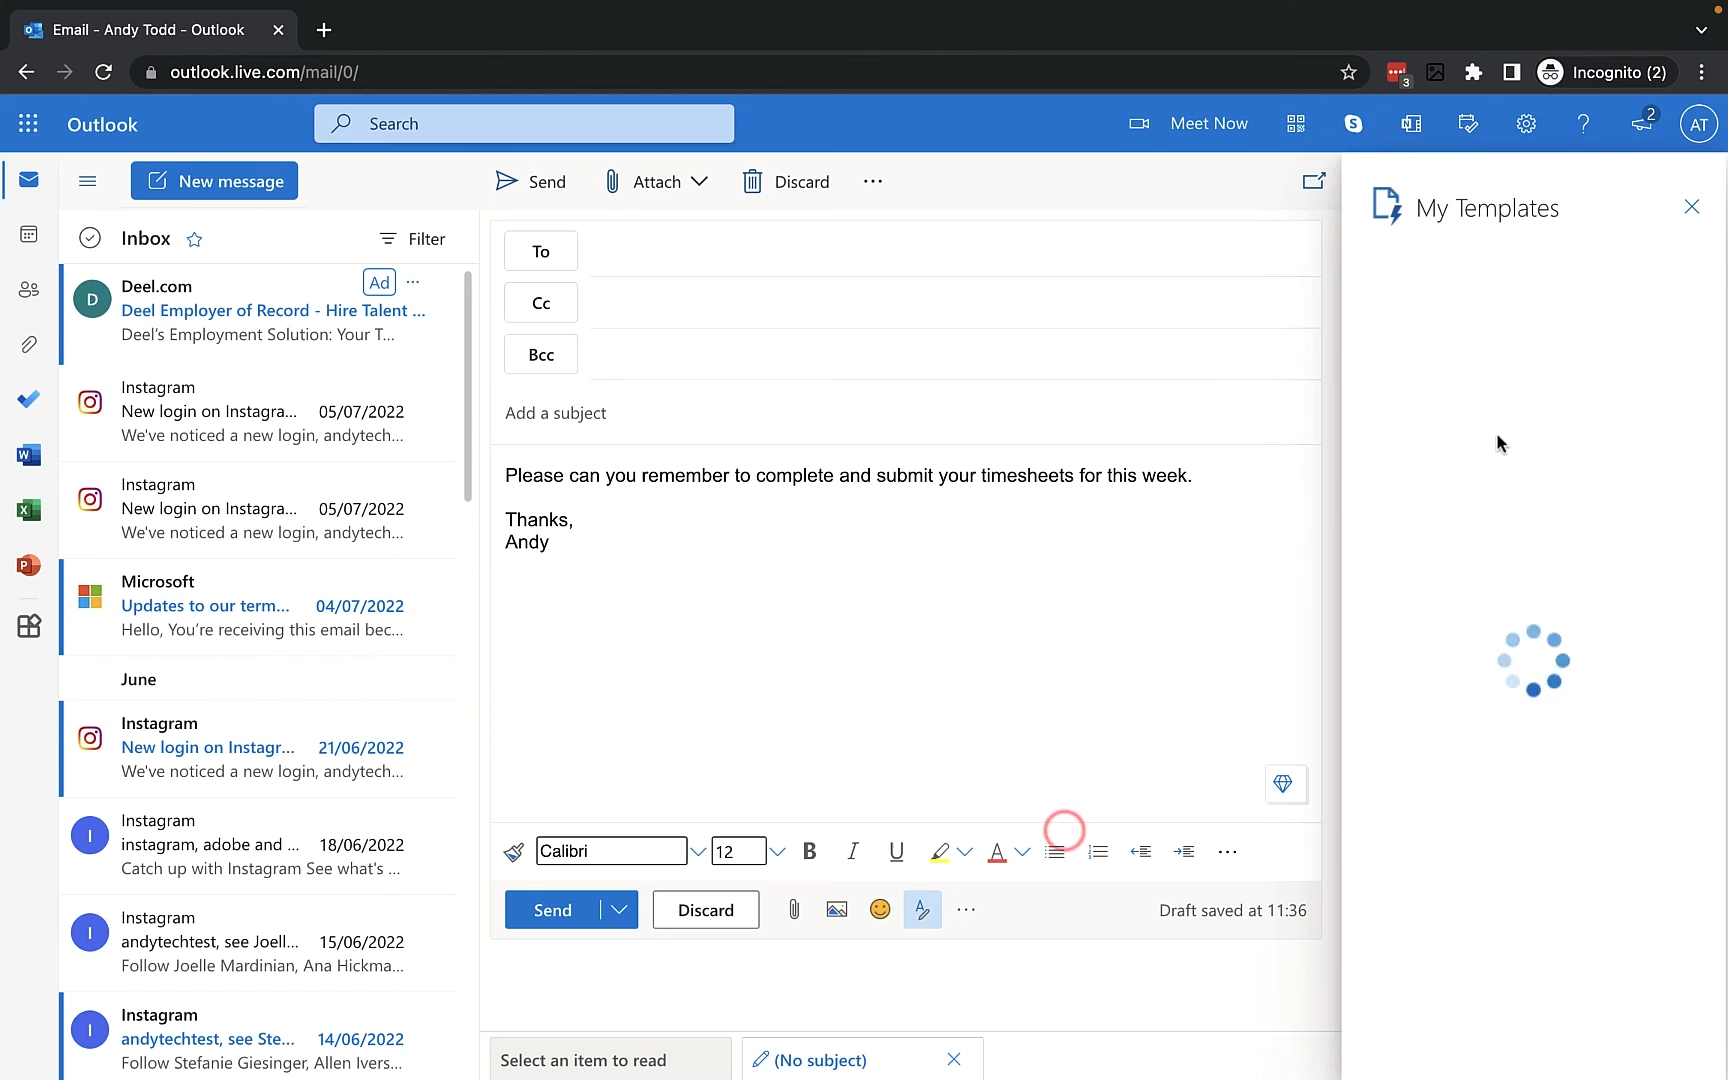 Email - Andy Todd - Outlook
outlook.live.com/mail/0/
3
Incognito (2)
Outlook
Search
Meet Now
2
AT
New message
Send
Attach
Discard
My Templates
Inbox
Filter
D
Deel.com
Ad
Deel Employer of Record - Hire Talent ...
Deel's Employment Solution: Your T...
Instagram
New login on Instagra... 05/07/2022
We've noticed a new login, andytech...
Instagram
New login on Instagra... 05/07/2022
We've noticed a new login, andytech...
Microsoft
Updates to our term... 04/07/2022
Hello, You're receiving this email bec...
June
Instagram
New login on Instagr... 21/06/2022
We've noticed a new login, andytech...
I
Instagram
instagram, adobe and ... 18/06/2022
Catch up with Instagram See what's ...
I
Instagram
andytechtest, see Joell... 15/06/2022
Follow Joelle Mardinian, Ana Hickma...
I
Instagram
andytechtest, see Ste... 14/06/2022
Follow Stefanie Giesinger, Allen Ivers...
To
Cc
Bcc
Add a subject
Please can you remember to complete and submit your timesheets for this week.
Thanks,
Andy
Calibri
12
B
I
U
A
Send
Discard
Draft saved at 11:36
Select an item to read
(No subject)